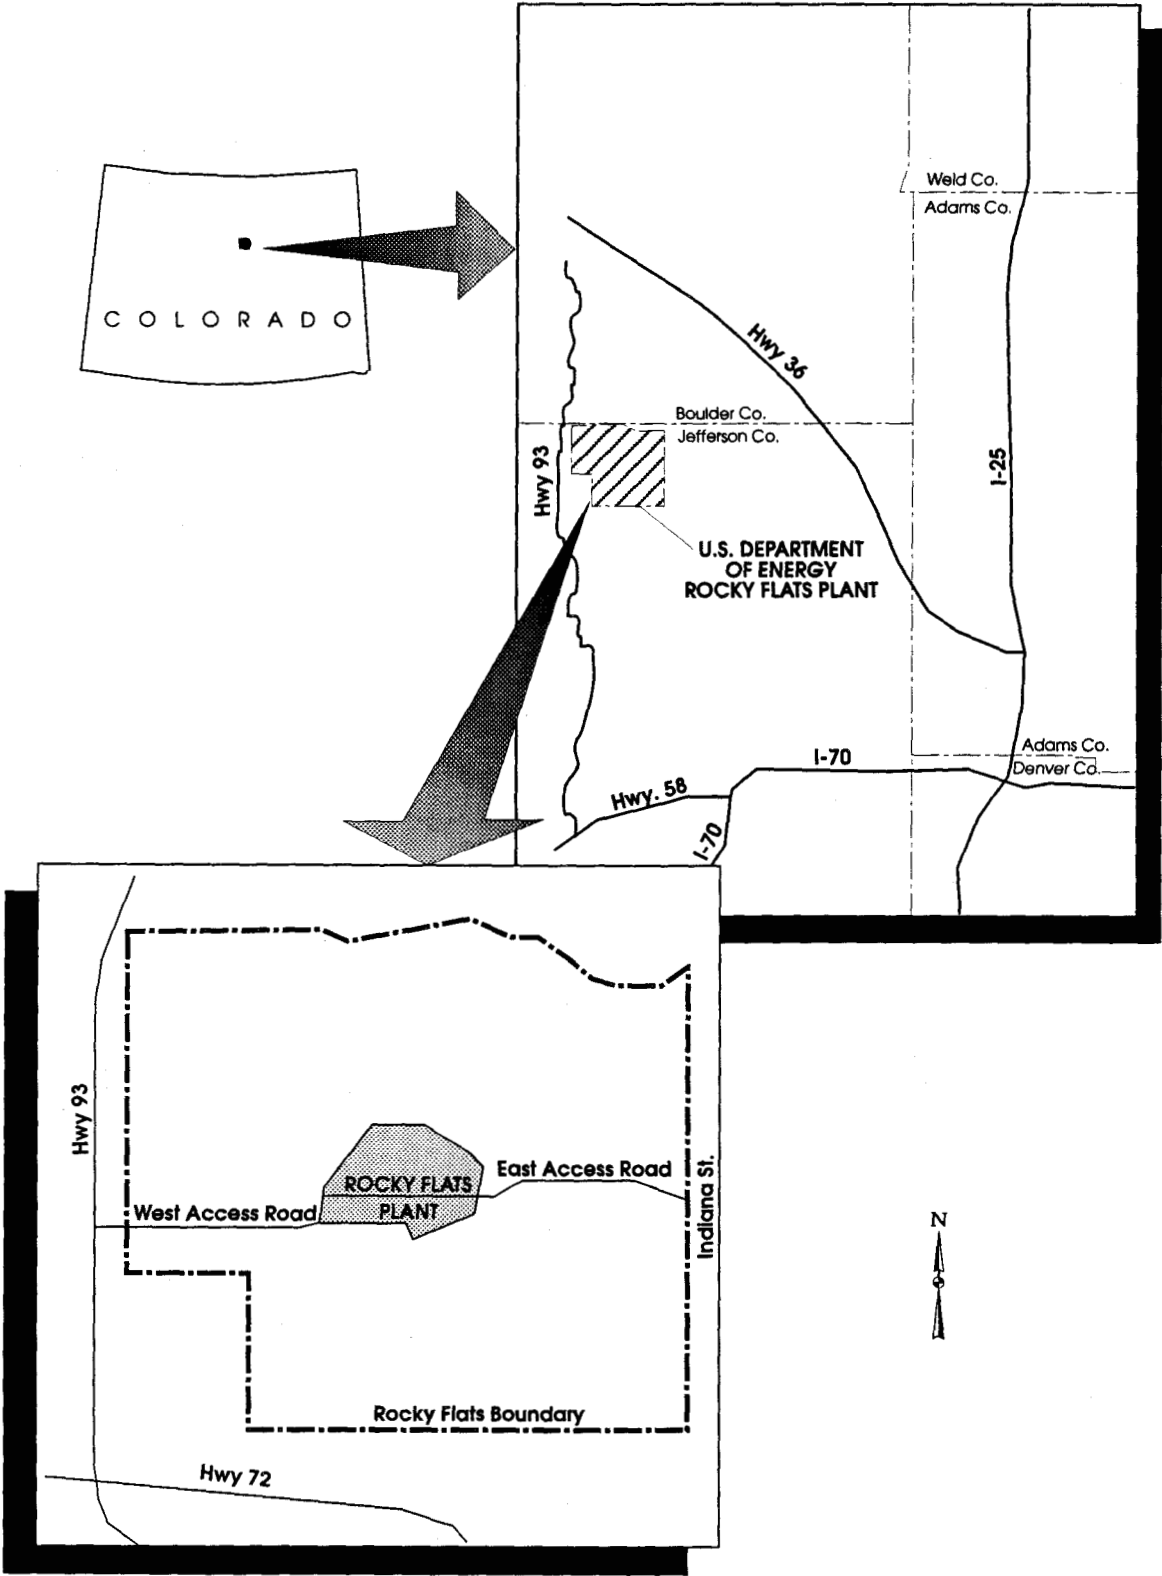 Weld Co.
Adams Co.
COLORADO
Hwy 36
Boulder Co.
Jefferson Co.
Hwy 93
I-25
U.S. DEPARTMENT
OF ENERGY
ROCKY FLATS PLANT
Adams Co.
I-70
Denver Co.
Hwy. 58
I-70
Hwy 93
East Access Road
ROCKY FLATS
PLANT
West Access Road
Indiana St.
N
Rocky Flats Boundary
Hwy 72